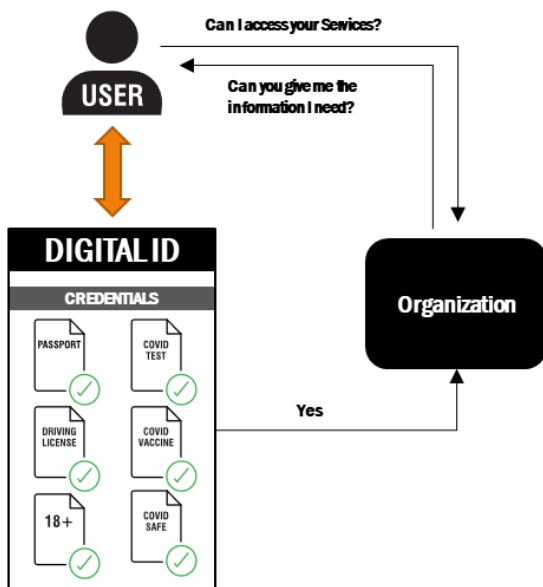 Can I access your Services?
USER
Can you give me the
information I need?
DIGITAL ID
CREDENTIALS
PASSPORT
COVID
TEST
DRIVING
LICENSE
COVID
VACCINE
18+
COVID
SAFE
Organization
Yes